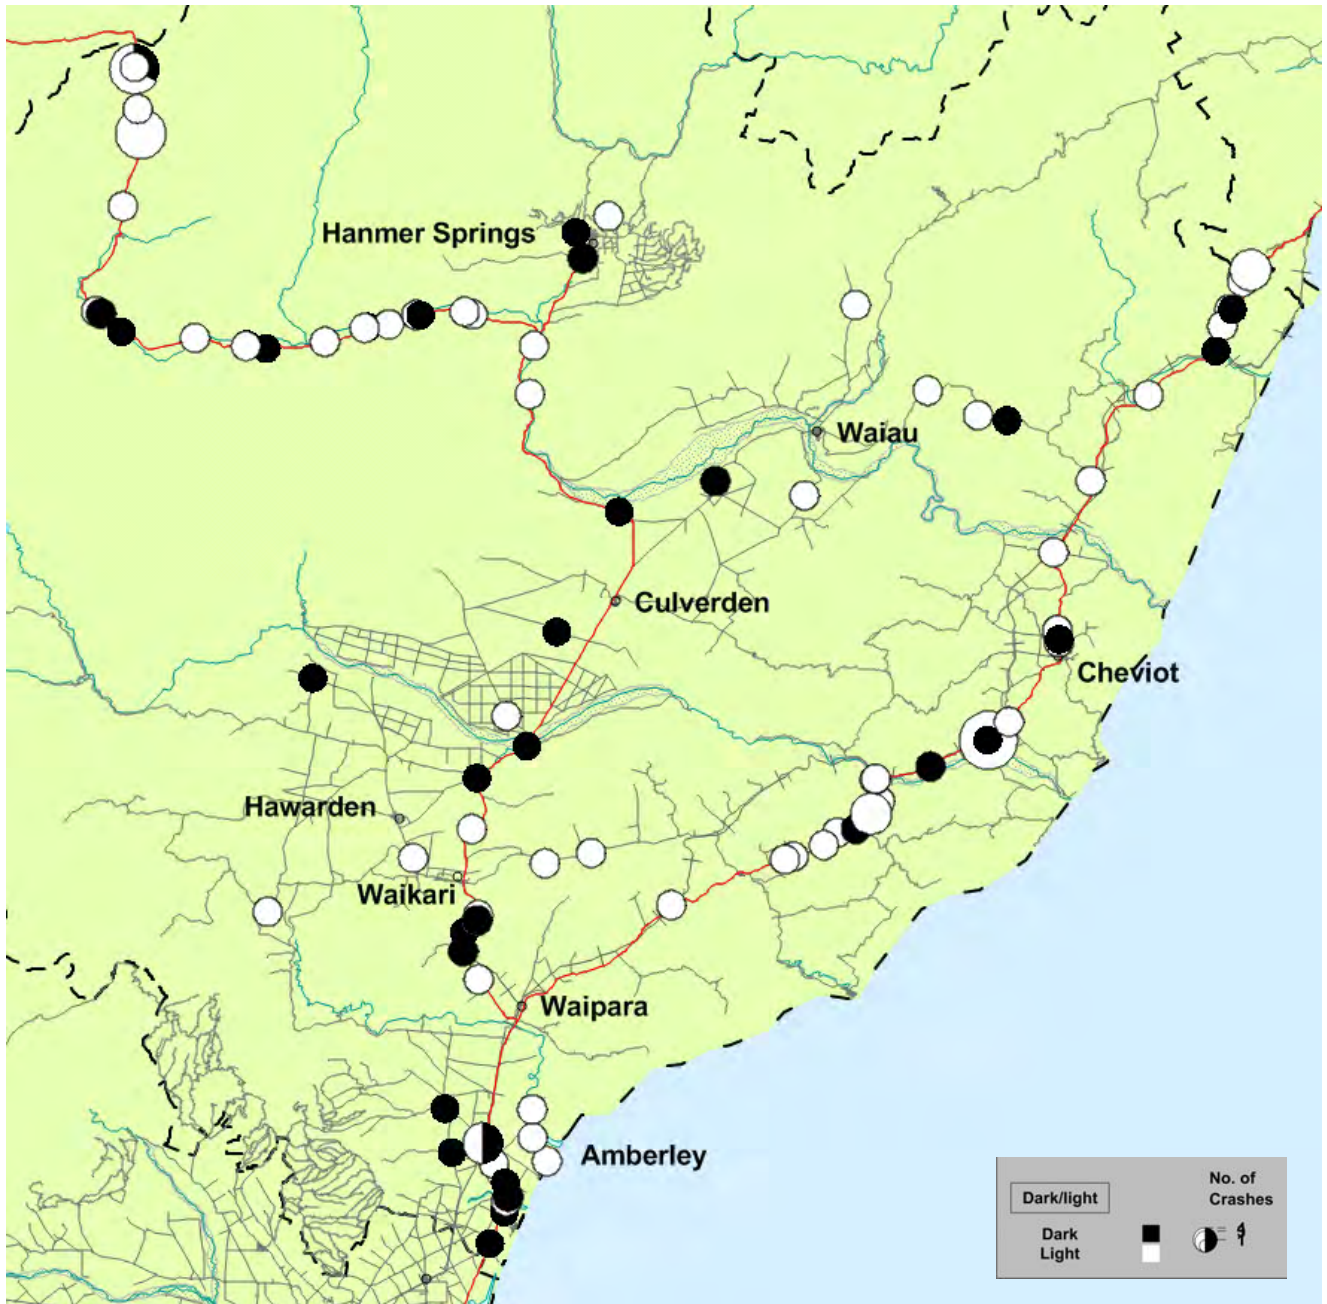 Hanmer Springs
Waiau
Culverden
Cheviot
Hawarden
Waikari
Waipara
Amberley
No. of
Crashes
Dark/light
Dark
Light